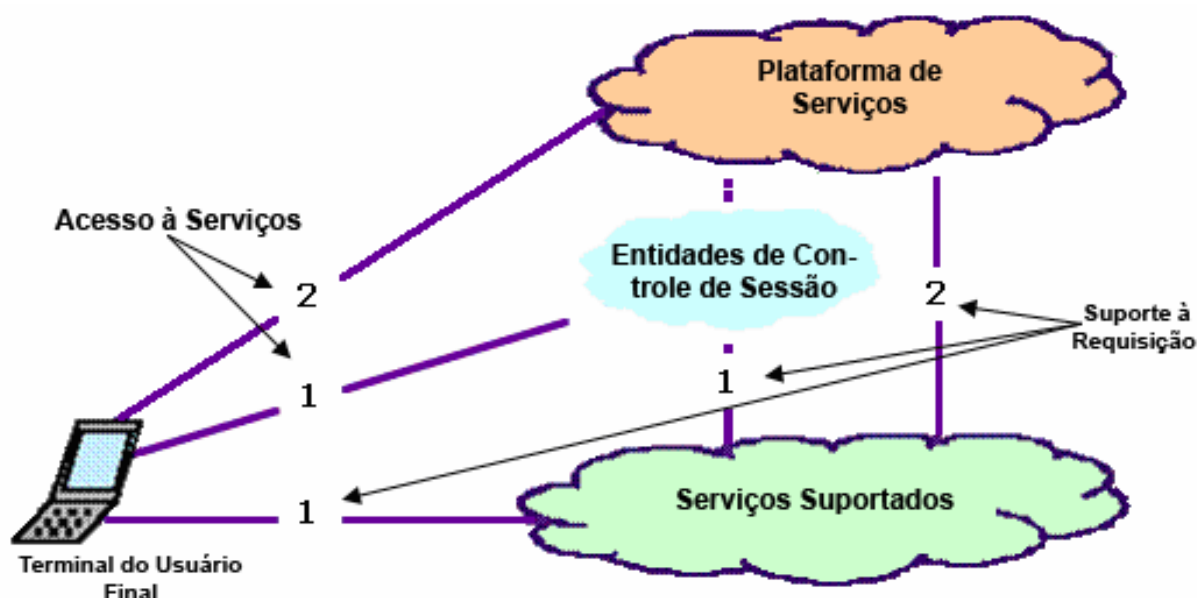 Plataforma de
Serviços
Acesso à Serviços
Entidades de Con-
trole de Sessão
2
2
Suporte à
Requisição
1
1
Serviços Suportados
1
Terminal do Usuário
Final